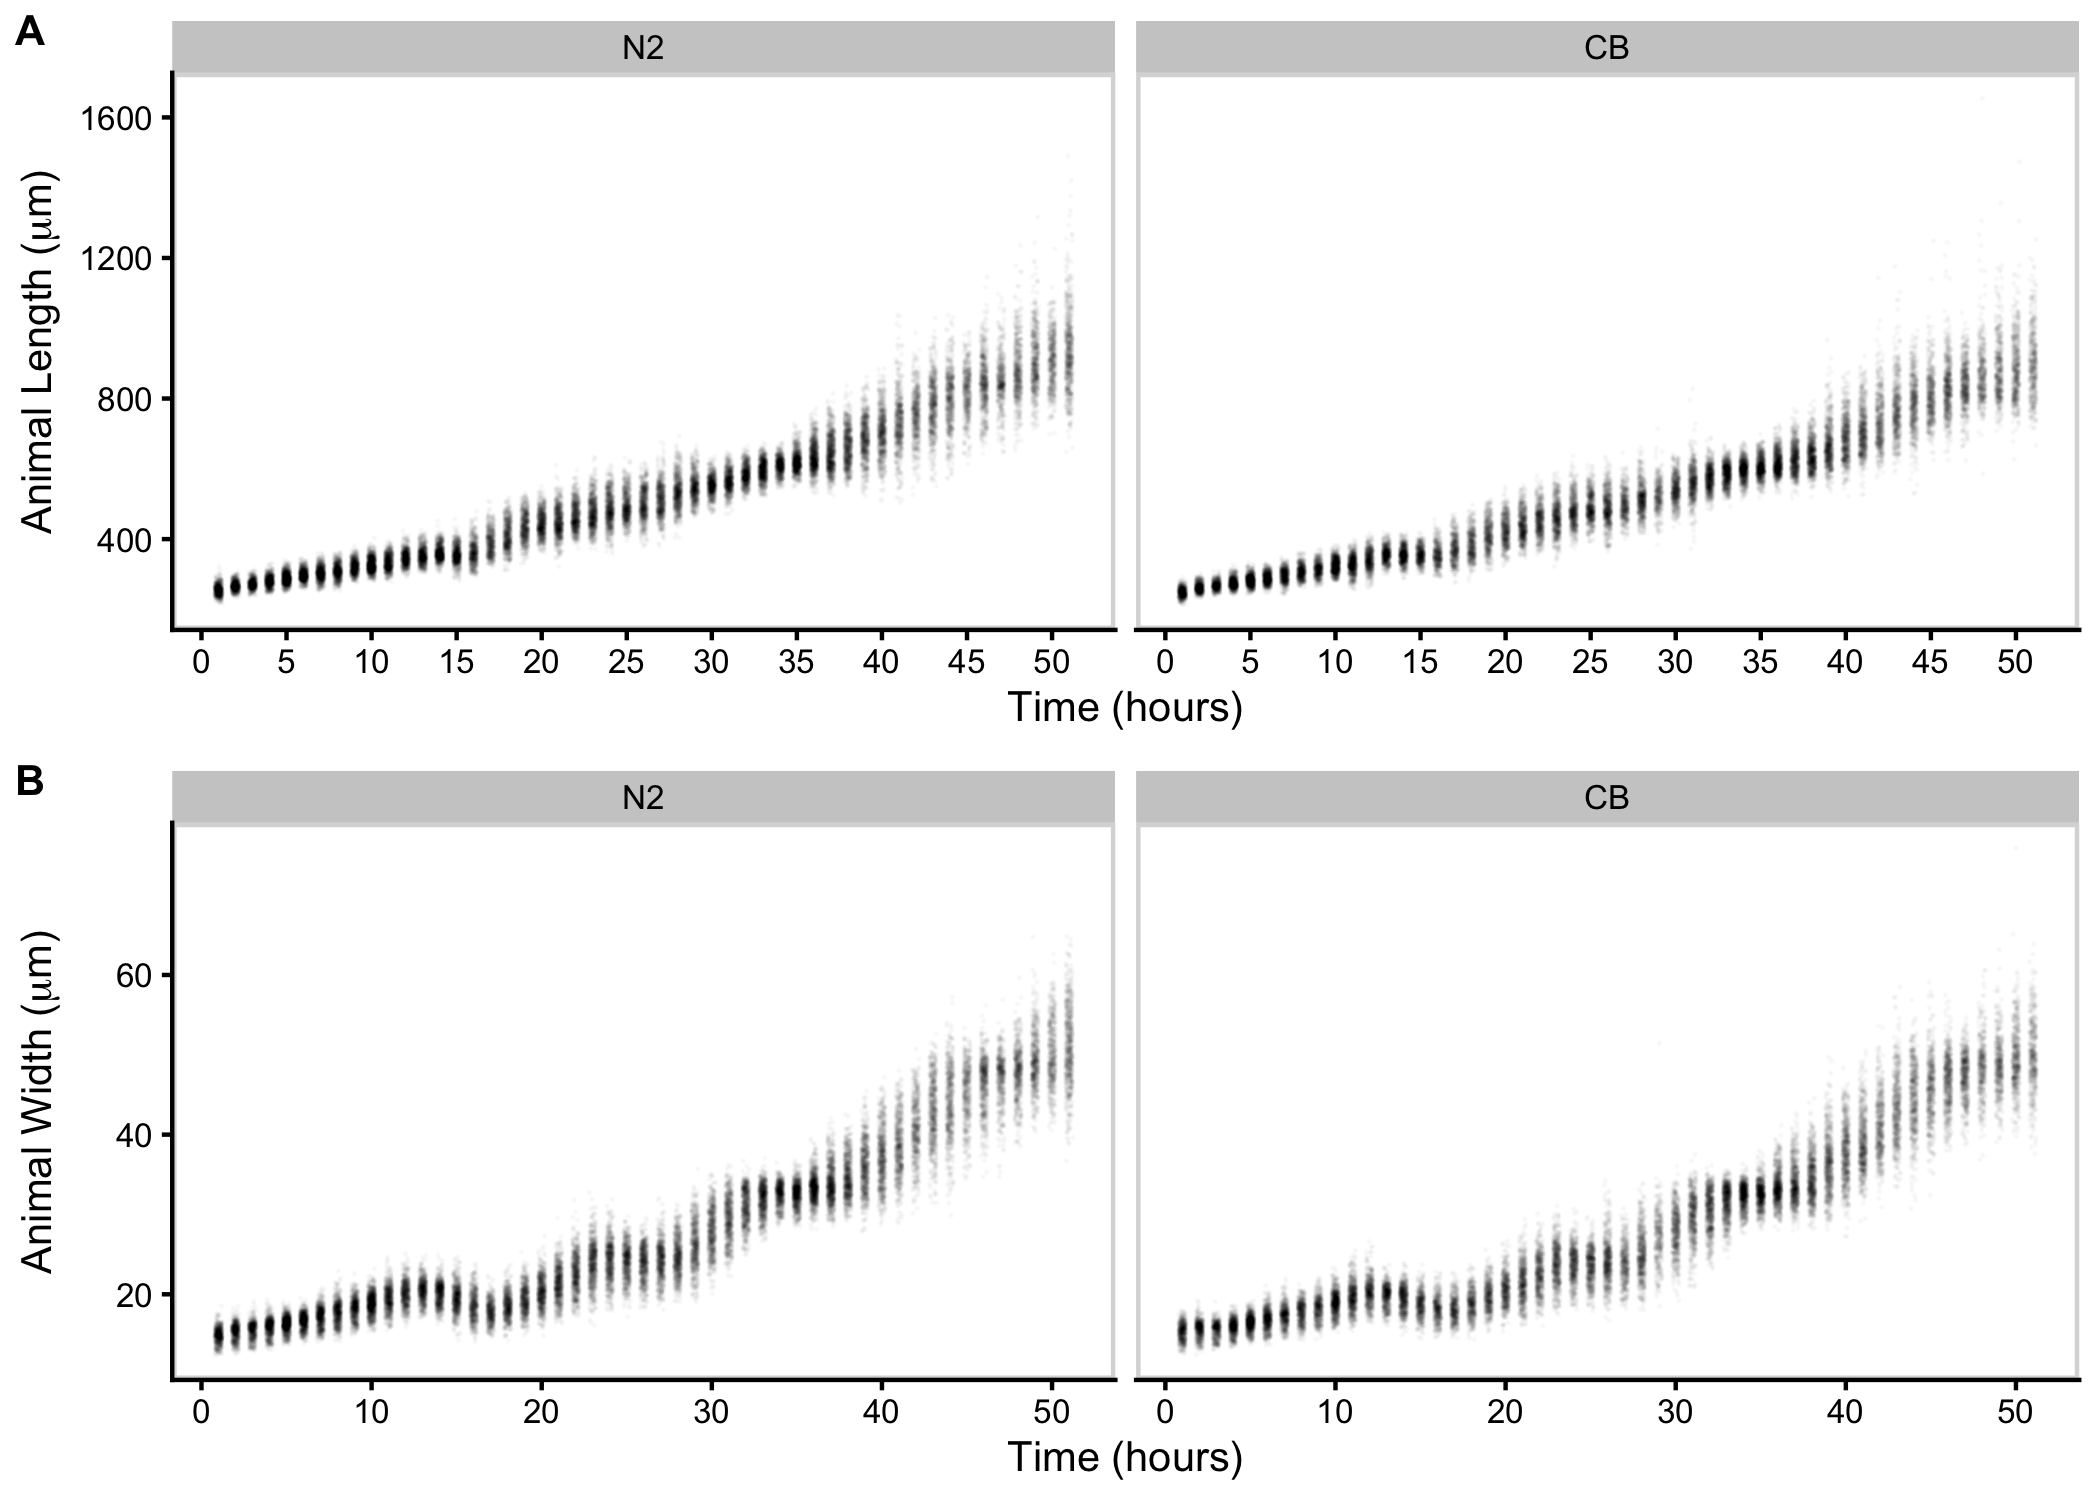 A
N2 CB
Animal Length (μm)
1600
1200
800
400
0 5 10 15 20 25 30 35 40 45 50 0 5 10 15 20 25 30 35 40 45 50
Time (hours)
B
N2 CB
Animal Width (μm)
60
40
20
0 10 20 30 40 50 0 10 20 30 40 50
Time (hours)